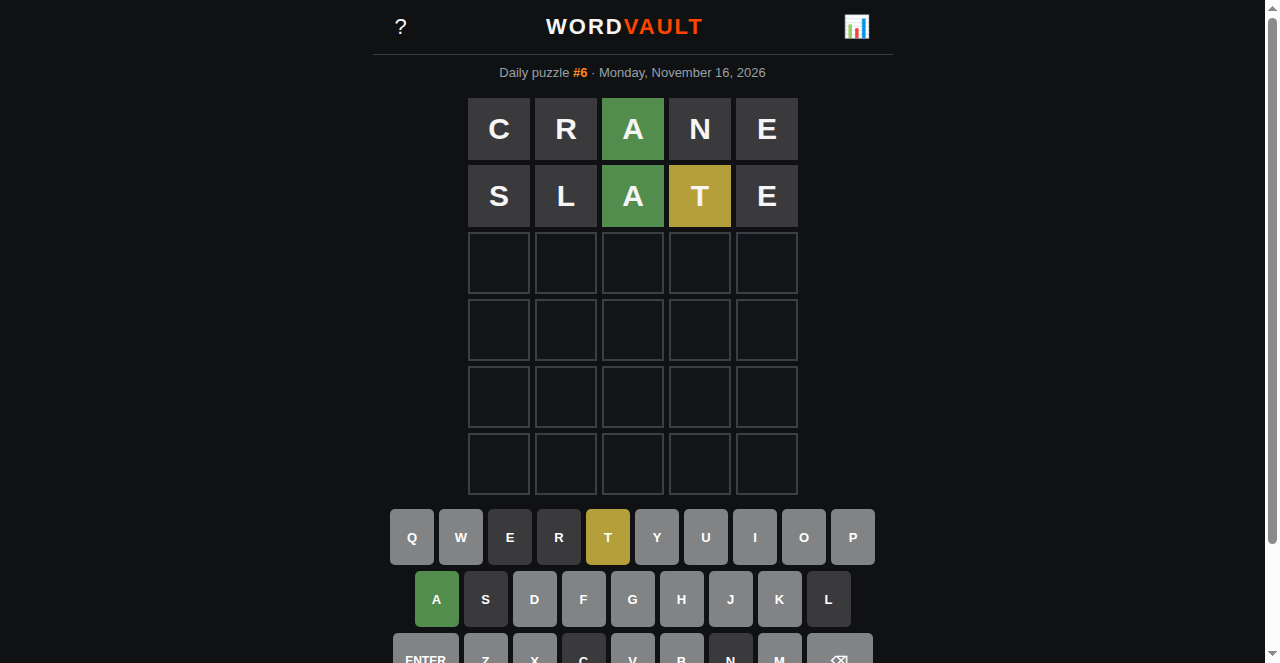 ? WORDVAULT
Daily puzzle #6 · Monday, November 16, 2026
C R A N E
S L A T E
Q W E R T Y U I O P
A S D F G H J K L
ENTER Z X C V B N M ⌫